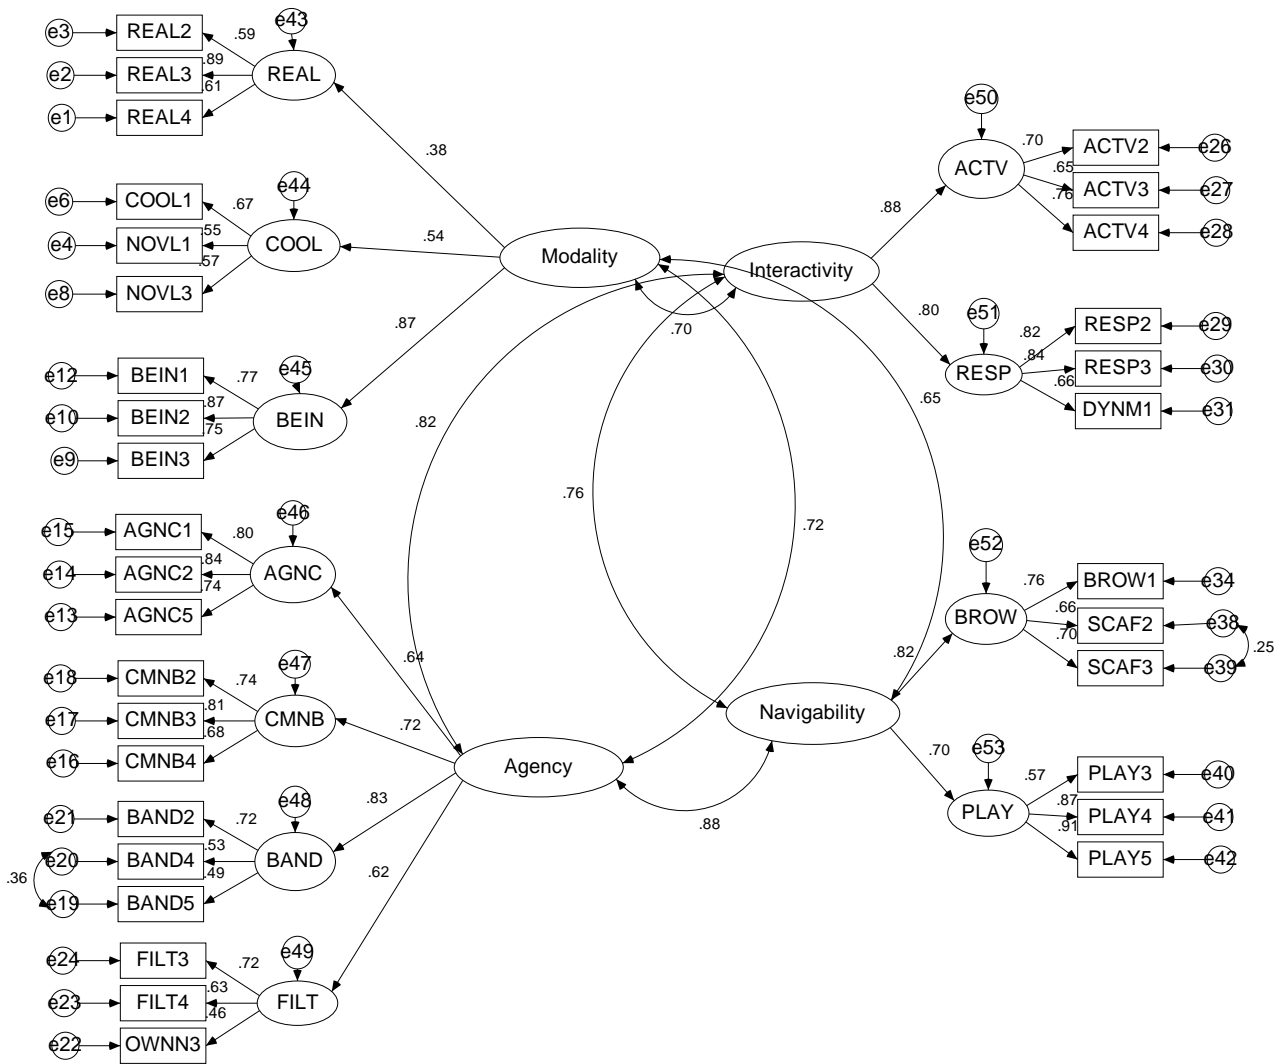 e3
REAL2
.59
e43
e2
REAL3
.89
REAL
e1
REAL4
.61
.38
e6
COOL1
.67
e44
e4
NOVL1
.55
COOL
.54
e8
NOVL3
.57
e12
BEIN1
.77
e45
e10
BEIN2
.87
BEIN
.87
e9
BEIN3
.75
e15
AGNC1
.80
e46
e14
AGNC2
.84
AGNC
e13
AGNC5
.74
.64
e18
CMNB2
.74
e47
e17
CMNB3
.81
CMNB
.72
e16
CMNB4
.68
e21
BAND2
.72
e48
.83
e20
BAND4
.53
BAND
.36
e19
BAND5
.49
.62
e24
FILT3
.72
e49
e23
FILT4
.63
FILT
e22
OWNN3
.46
Modality
Interactivity
.70
.82
.65
.76
.72
Agency
Navigability
.88
e50
.70
ACTV2
e26
ACTV
.65
ACTV3
e27
.88
.76
ACTV4
e28
.80
e51
.82
RESP2
e29
RESP
.84
RESP3
e30
.66
DYNM1
e31
e52
.76
BROW1
e34
BROW
.66
SCAF2
e38
.82
.70
SCAF3
e39
.25
.70
e53
.57
PLAY3
e40
PLAY
.87
PLAY4
e41
.91
PLAY5
e42